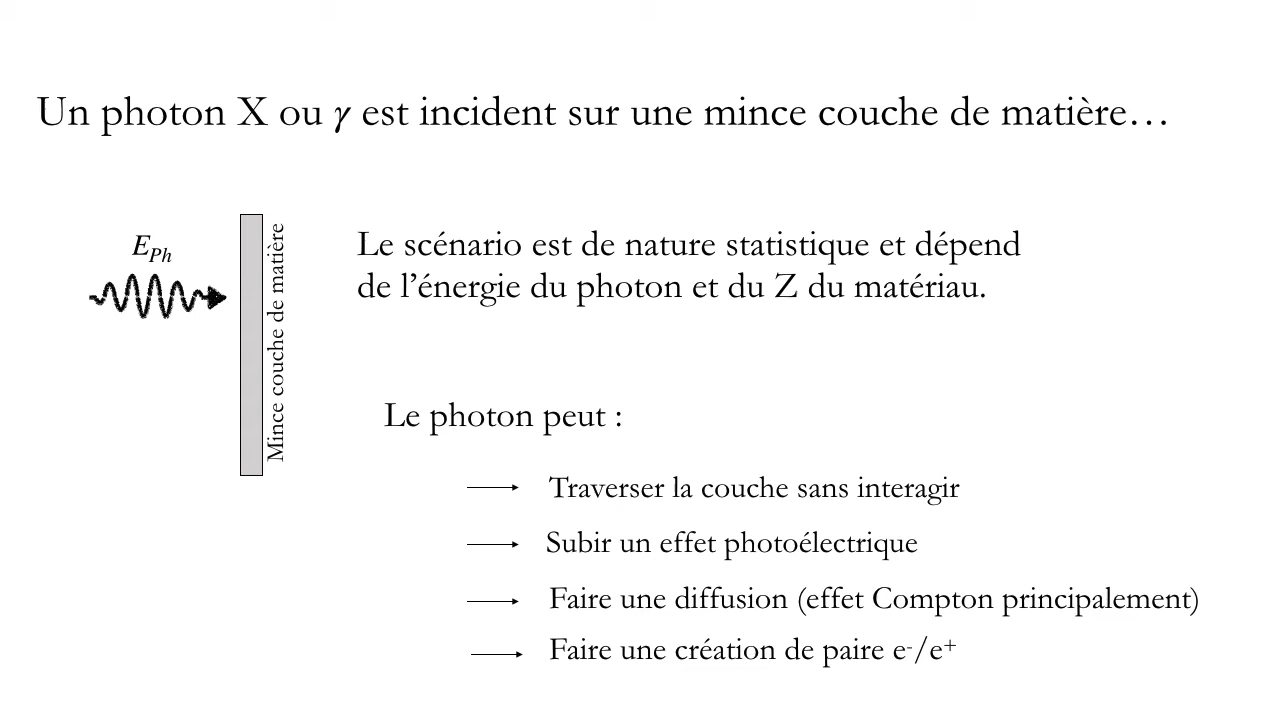 Un photon X ou γ est incident sur une mince couche de matière…
E_Ph
Mince couche de matière
Le scénario est de nature statistique et dépend
de l’énergie du photon et du Z du matériau.
Le photon peut :
Traverser la couche sans interagir
Subir un effet photoélectrique
Faire une diffusion (effet Compton principalement)
Faire une création de paire e⁻/e⁺